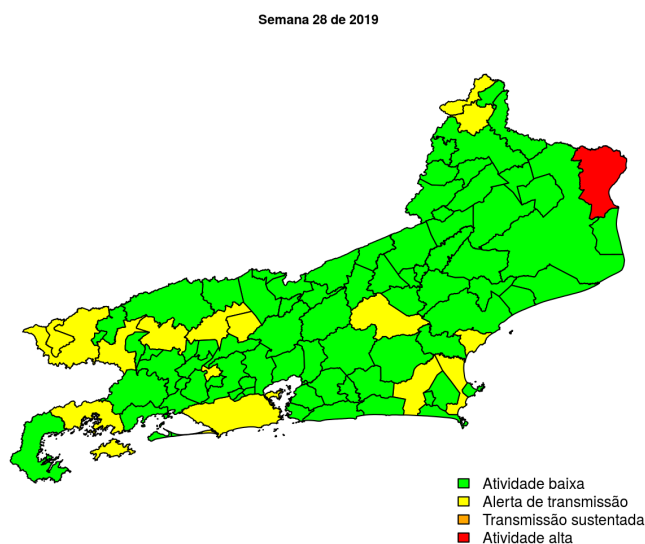 Semana 28 de 2019
Atividade baixa
Alerta de transmissão
Transmissão sustentada
Atividade alta